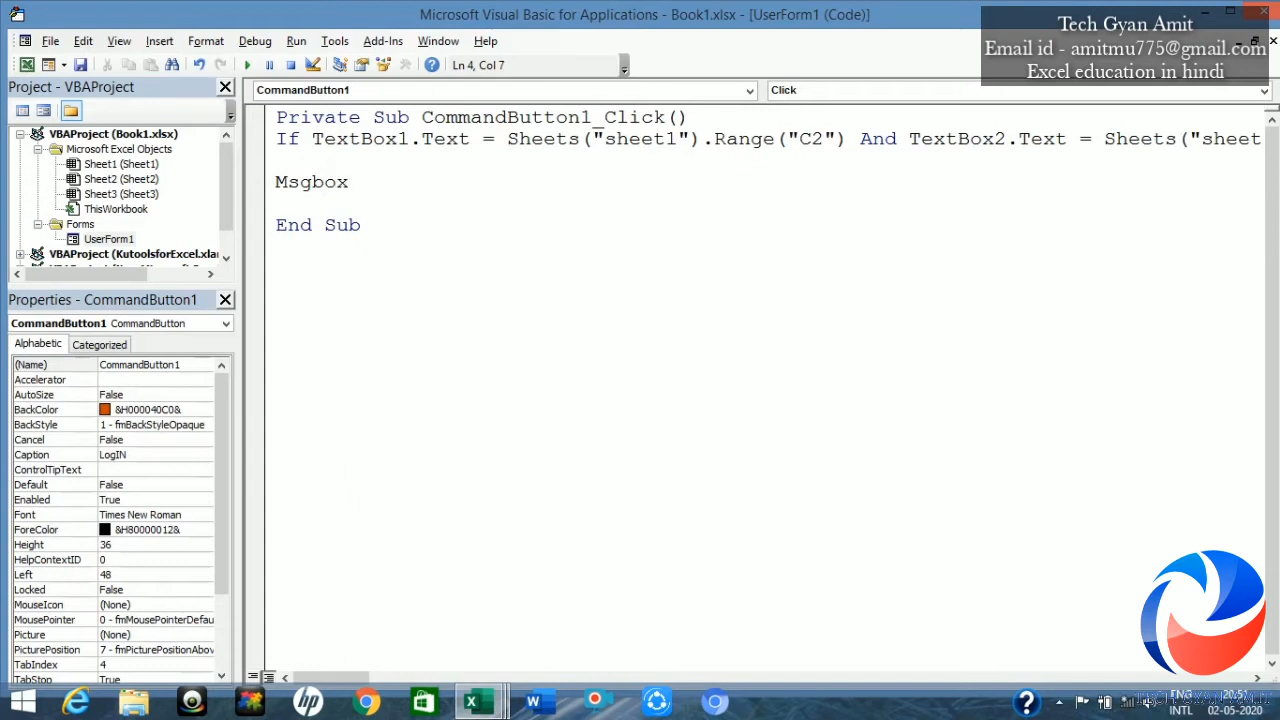 Microsoft Visual Basic for Applications - Book1.xlsx - [UserForm1 (Code)]
Tech Gyan Amit
Email id - amitmu775@gmail.com
Excel education in hindi
File Edit View Insert Format Debug Run Tools Add-Ins Window Help
Ln 4, Col 7
Project - VBAProject
CommandButton1
Click
VBAProject (Book1.xlsx)
Microsoft Excel Objects
Sheet1 (Sheet1)
Sheet2 (Sheet2)
Sheet3 (Sheet3)
ThisWorkbook
Forms
UserForm1
VBAProject (KutoolsforExcel.xlar
Private Sub CommandButton1_Click()
If TextBox1.Text = Sheets("sheet1").Range("C2") And TextBox2.Text = Sheets("sheet
Msgbox
End Sub
Properties - CommandButton1
CommandButton1 CommandButton
Alphabetic Categorized
(Name) CommandButton1
Accelerator
AutoSize False
BackColor &H000040C0&
BackStyle 1 - fmBackStyleOpaque
Cancel False
Caption LogIN
ControlTipText
Default False
Enabled True
Font Times New Roman
ForeColor &H80000012&
Height 36
HelpContextID 0
Left 48
Locked False
MouseIcon (None)
MousePointer 0 - fmMousePointerDefau
Picture (None)
PicturePosition 7 - fmPicturePositionAbov
TabIndex 4
TabStop True
TECH GYAN AMIT
ENG 20:51
INTL 02-05-2020